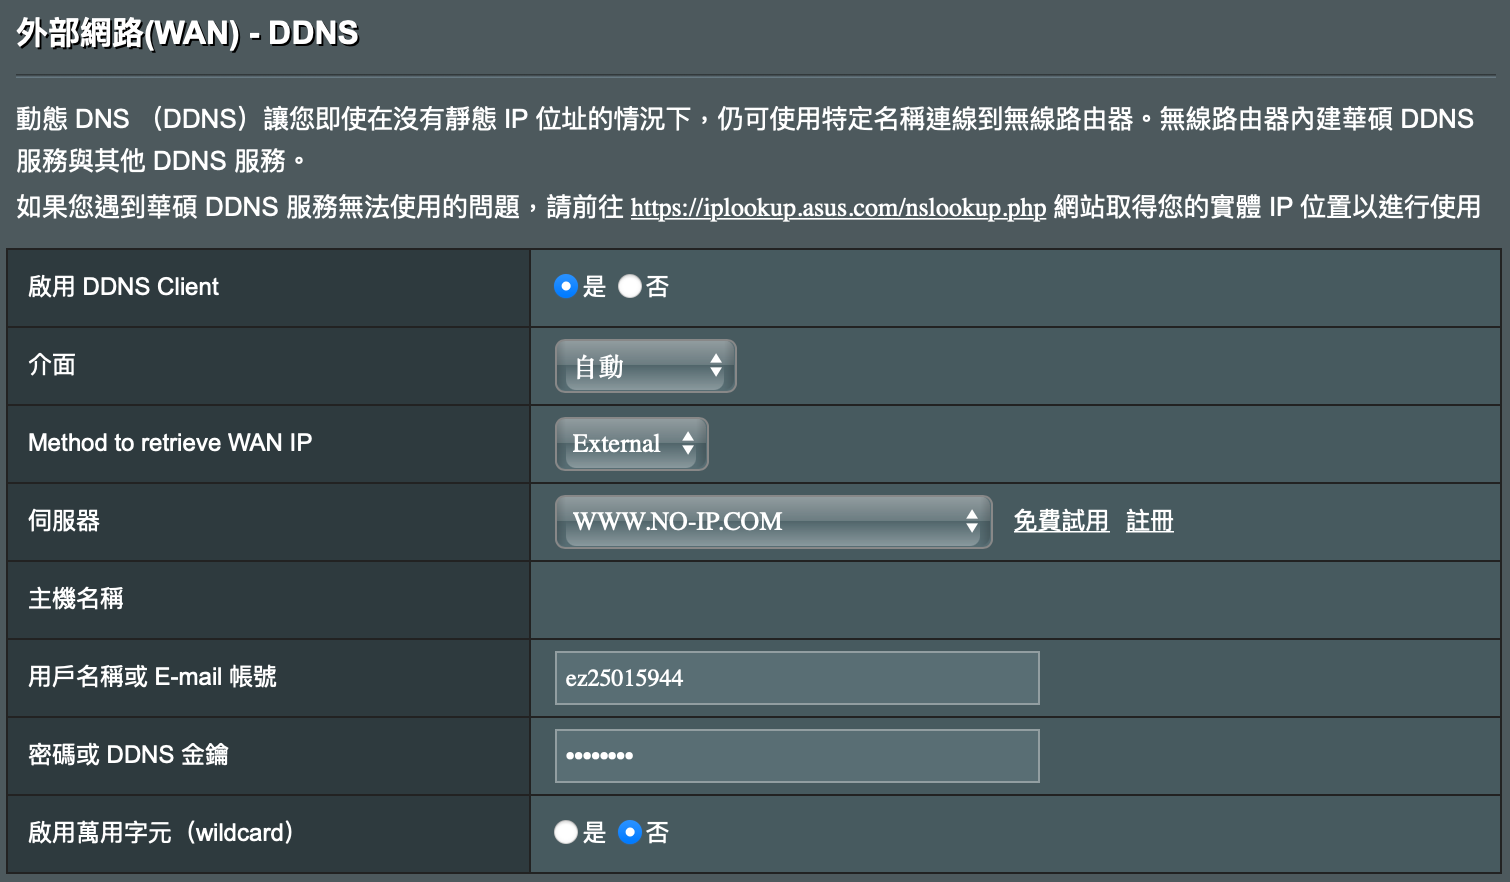 外部網路(WAN) - DDNS
動態 DNS （DDNS）讓您即使在沒有靜態 IP 位址的情況下，仍可使用特定名稱連線到無線路由器。無線路由器內建華碩 DDNS
服務與其他 DDNS 服務。
如果您遇到華碩 DDNS 服務無法使用的問題，請前往 https://iplookup.asus.com/nslookup.php 網站取得您的實體 IP 位置以進行使用
啟用 DDNS Client 是 否
介面 自動
Method to retrieve WAN IP External
伺服器 WWW.NO-IP.COM 免費試用 註冊
主機名稱
用戶名稱或 E-mail 帳號 ez25015944
密碼或 DDNS 金鑰 ••••••••
啟用萬用字元（wildcard） 是 否